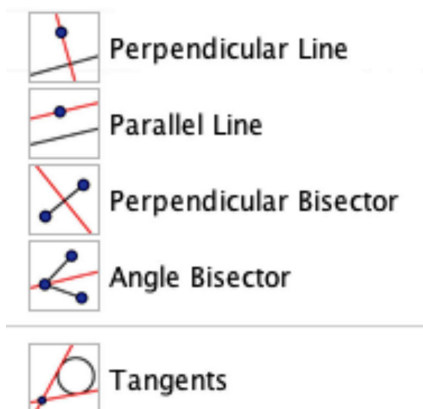 Perpendicular Line
Parallel Line
Perpendicular Bisector
Angle Bisector
Tangents